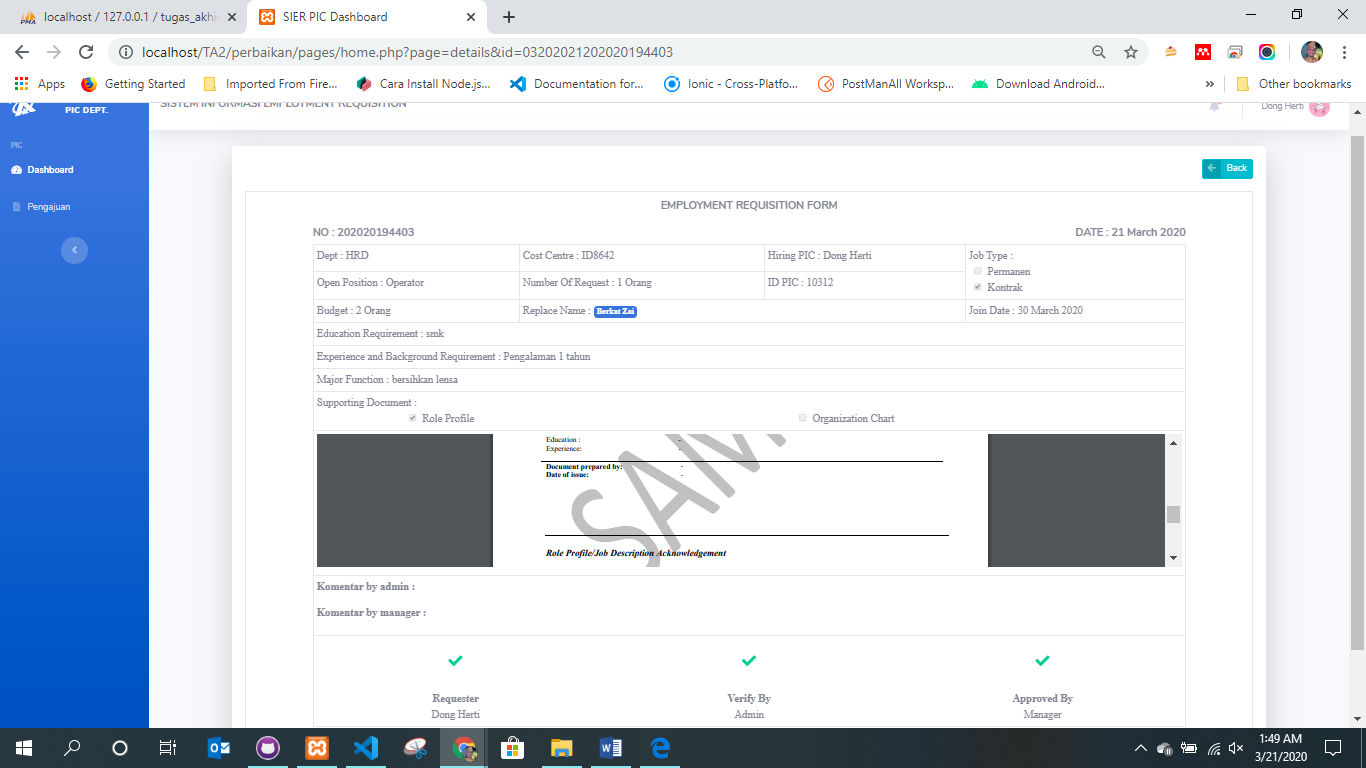 localhost / 127.0.0.1 / tugas_akhi
SIER PIC Dashboard
localhost/TA2/perbaikan/pages/home.php?page=details&id=03202021202020194403
Apps Getting Started Imported From Fire... Cara Install Node.js... Documentation for... Ionic - Cross-Platfo... PostManAll Worksp... Download Android... » Other bookmarks
PIC DEPT.
SISTEM INFORMASI EMPLOYMENT REQUISITION
Dong Herti
PIC
Dashboard
Pengajuan
Back
EMPLOYMENT REQUISITION FORM
NO : 202020194403
DATE : 21 March 2020
Dept : HRD
Cost Centre : ID8642
Hiring PIC : Dong Herti
Job Type :
Permanen
Kontrak
Open Position : Operator
Number Of Request : 1 Orang
ID PIC : 10312
Budget : 2 Orang
Replace Name : Berkat Zai
Join Date : 30 March 2020
Education Requirement : smk
Experience and Background Requirement : Pengalaman 1 tahun
Major Function : bersihkan lensa
Supporting Document :
Role Profile
Organization Chart
Education : -
Experience: -
Document prepared by: -
Date of issue: -
SAM
Role Profile/Job Description Acknowledgement
Komentar by admin :
Komentar by manager :
Requester
Dong Herti
Verify By
Admin
Approved By
Manager
1:49 AM
3/21/2020